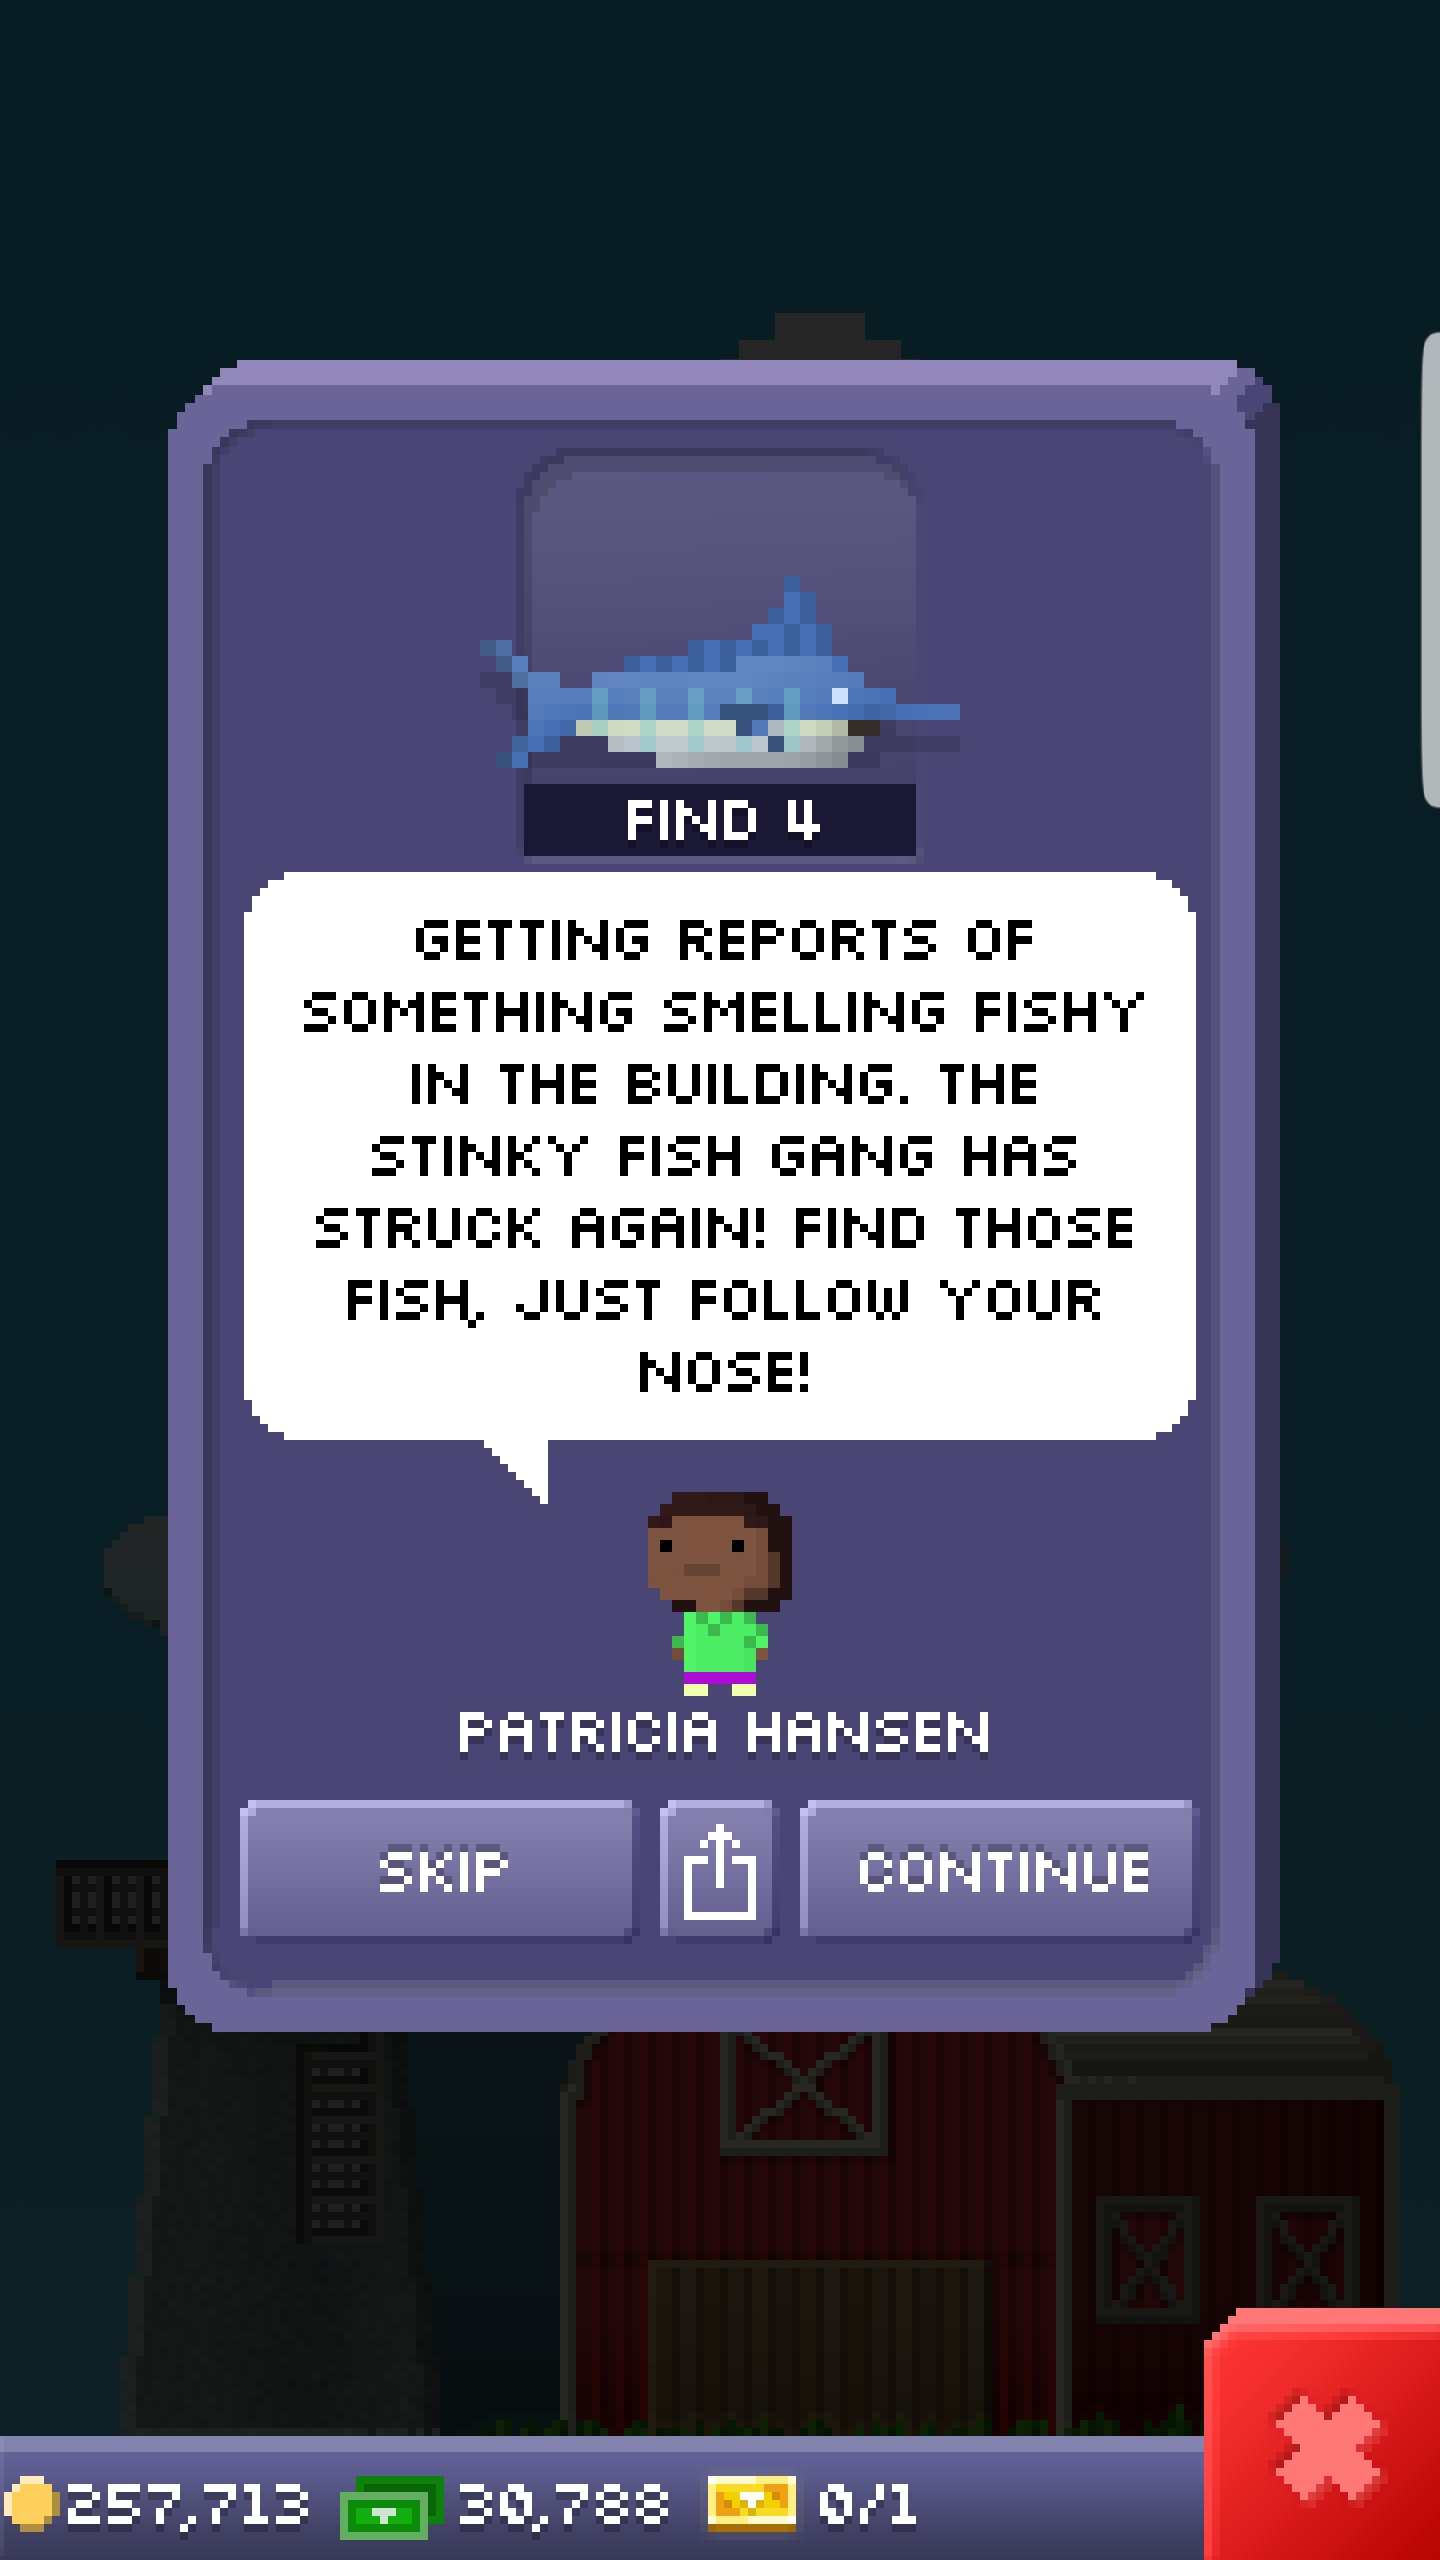 FIND 4
GETTING REPORTS OF
SOMETHING SMELLING FISHY
IN THE BUILDING. THE
STINKY FISH GANG HAS
STRUCK AGAIN! FIND THOSE
FISH, JUST FOLLOW YOUR
NOSE!
PATRICIA HANSEN
SKIP
CONTINUE
257,713 30,788 0/1